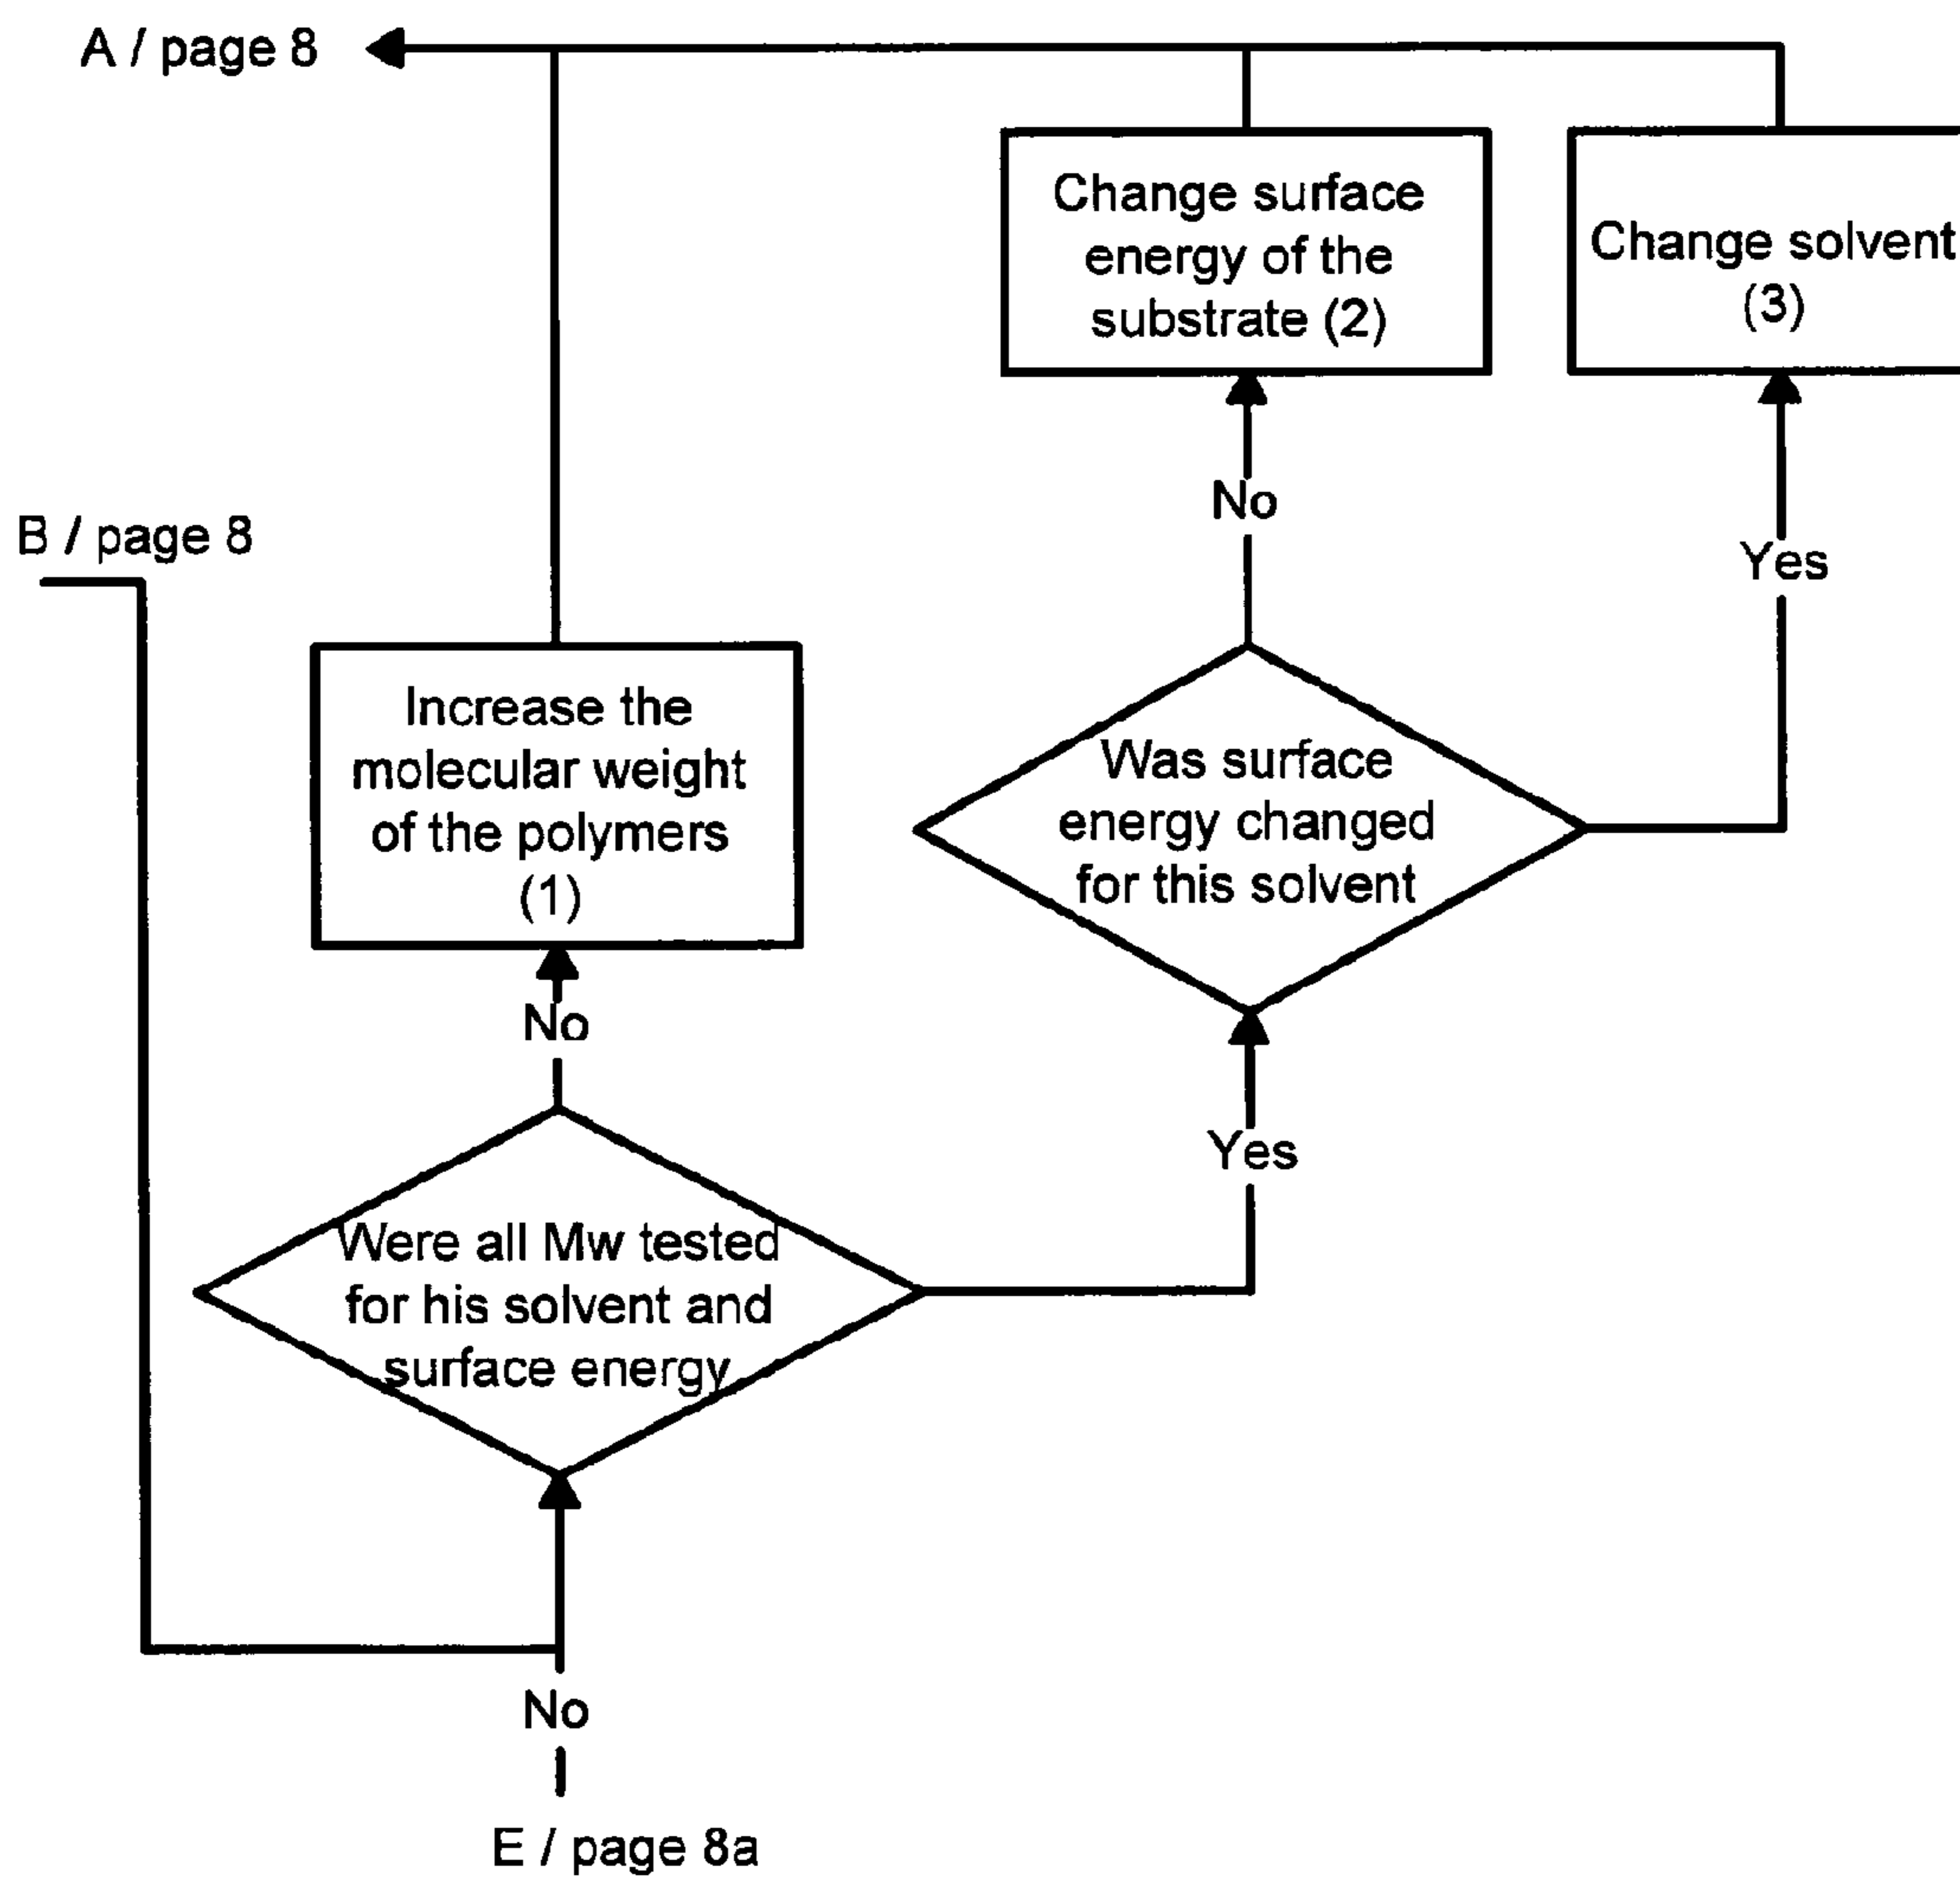 A / page 8
Change surface
energy of the
substrate (2)
Change solvent
(3)
No
Yes
B / page 8
Increase the
molecular weight
of the polymers
(1)
Was surface
energy changed
for this solvent
No
Yes
Were all Mw tested
for his solvent and
surface energy
No
E / page 8a